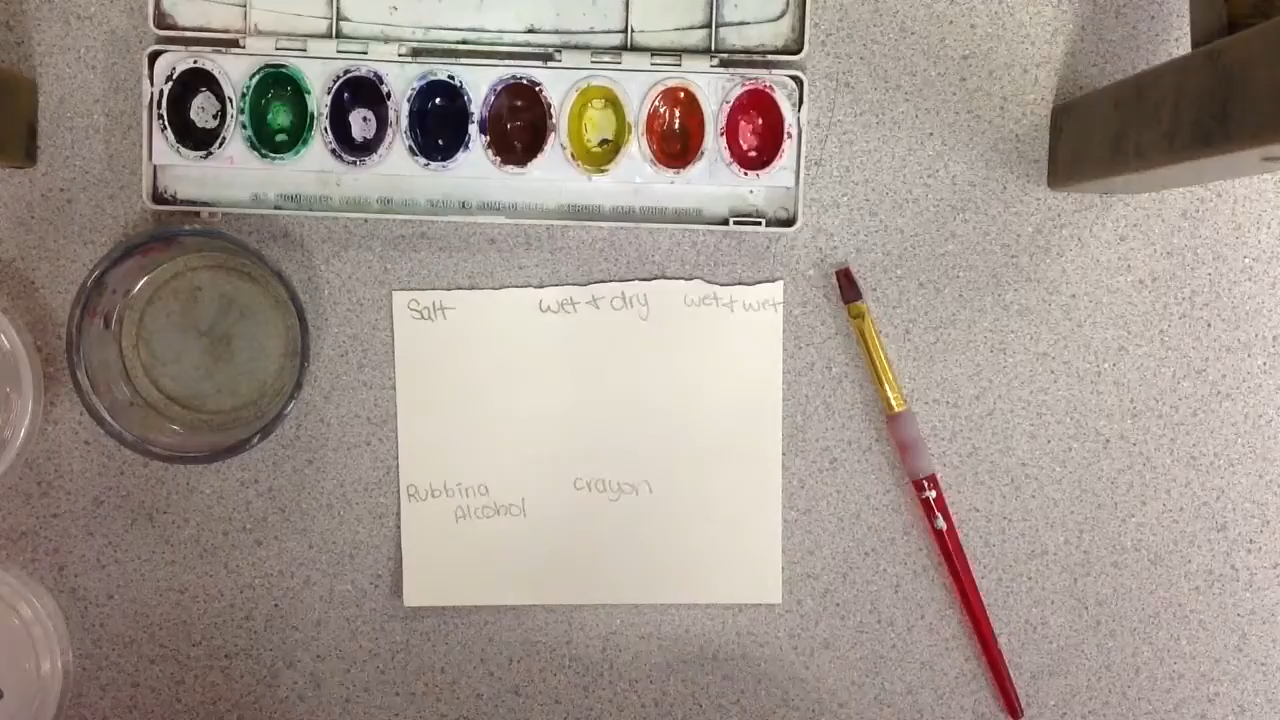 Salt
wet + dry
wet + wet
Rubbing
Alcohol
crayon